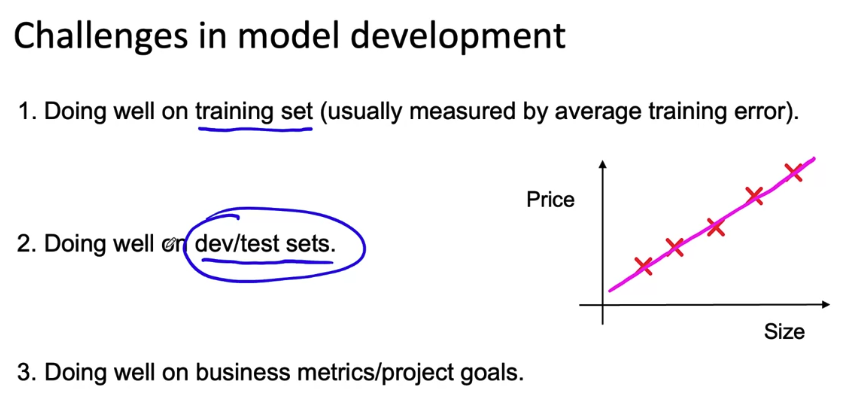 Challenges in model development
1. Doing well on training set (usually measured by average training error).
Price
2. Doing well on dev/test sets.
Size
3. Doing well on business metrics/project goals.